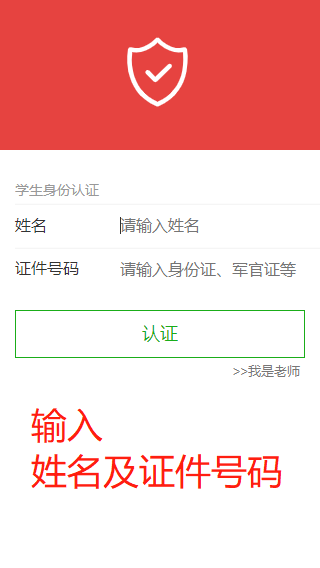 学生身份认证
姓名 请输入姓名
证件号码 请输入身份证、军官证等
认证
>>我是老师
输入
姓名及证件号码